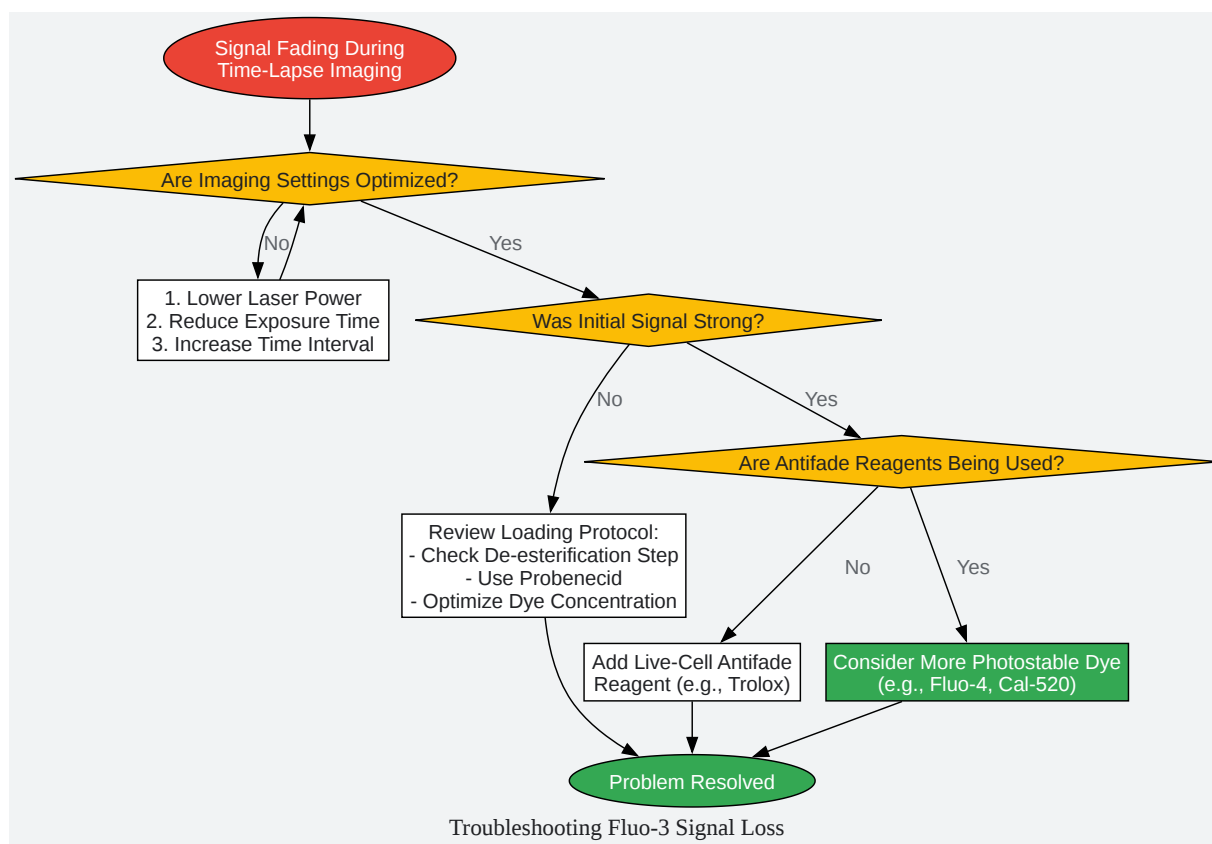 Signal Fading During
Time-Lapse Imaging
Are Imaging Settings Optimized?
No
Yes
1. Lower Laser Power
2. Reduce Exposure Time
3. Increase Time Interval
Was Initial Signal Strong?
No
Yes
Are Antifade Reagents Being Used?
Review Loading Protocol:
- Check De-esterification Step
- Use Probenecid
- Optimize Dye Concentration
No
Yes
Add Live-Cell Antifade
Reagent (e.g., Trolox)
Consider More Photostable Dye
(e.g., Fluo-4, Cal-520)
Problem Resolved
Troubleshooting Fluo-3 Signal Loss